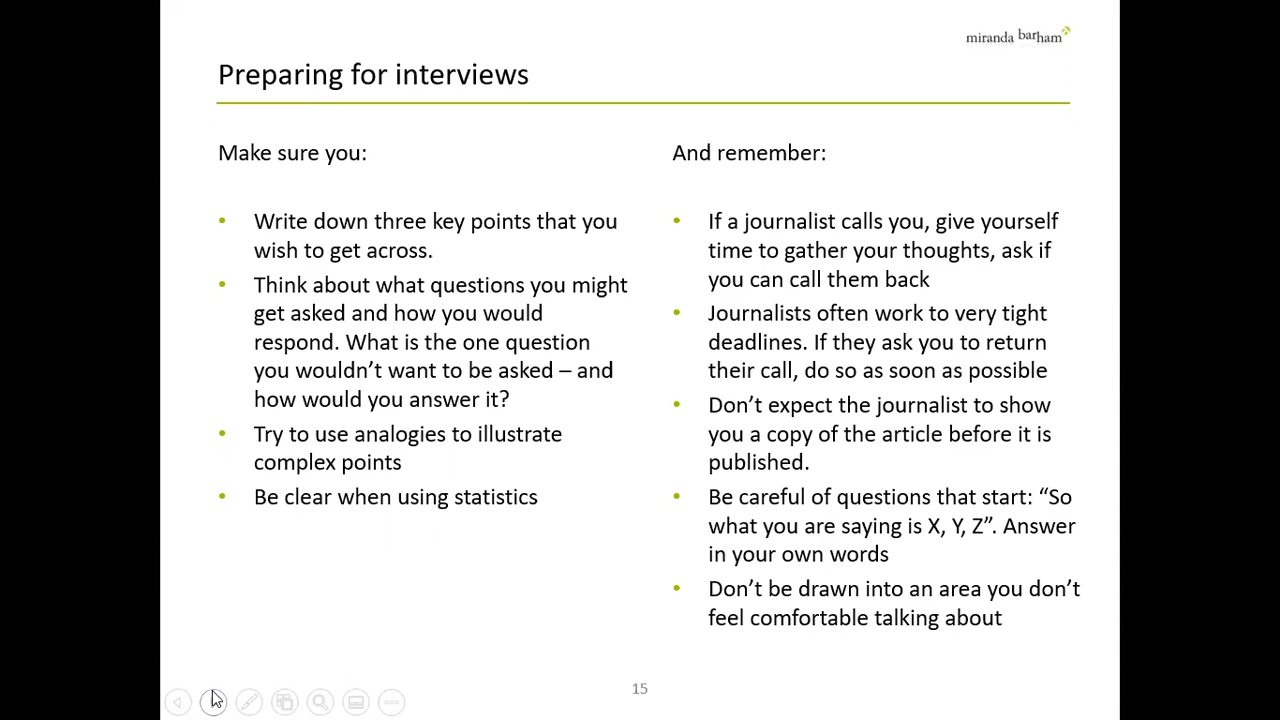 miranda barham
Preparing for interviews
Make sure you:
• Write down three key points that you
wish to get across.
• Think about what questions you might
get asked and how you would
respond. What is the one question
you wouldn’t want to be asked – and
how would you answer it?
• Try to use analogies to illustrate
complex points
• Be clear when using statistics
And remember:
• If a journalist calls you, give yourself
time to gather your thoughts, ask if
you can call them back
• Journalists often work to very tight
deadlines. If they ask you to return
their call, do so as soon as possible
• Don’t expect the journalist to show
you a copy of the article before it is
published.
• Be careful of questions that start: “So
what you are saying is X, Y, Z”. Answer
in your own words
• Don’t be drawn into an area you don’t
feel comfortable talking about
15